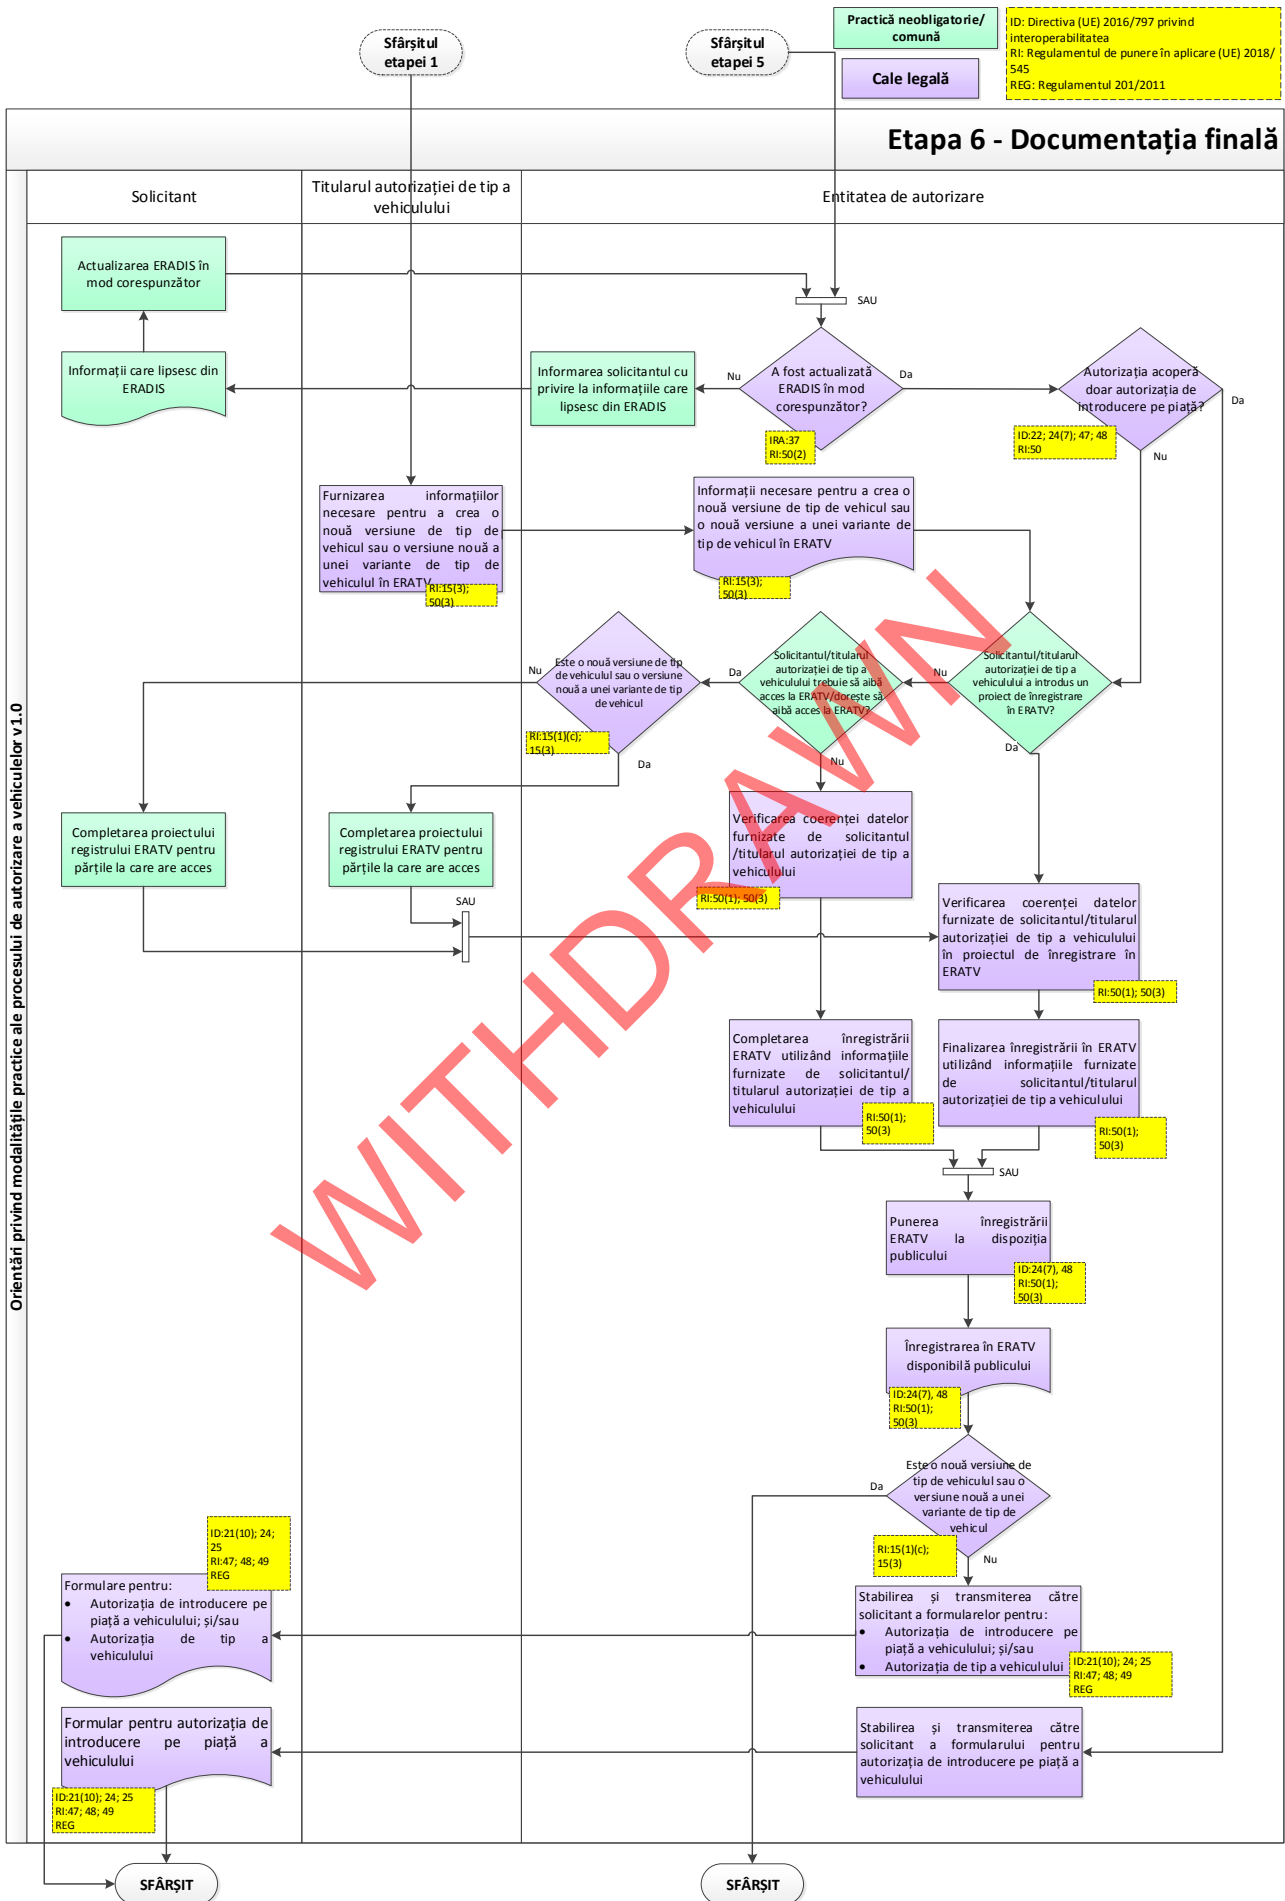 Practică neobligatorie/
comună
Cale legală
ID: Directiva (UE) 2016/797 privind
interoperabilitatea
RI: Regulamentul de punere în aplicare (UE) 2018/
545
REG: Regulamentul 201/2011
Sfârșitul
etapei 1
Sfârșitul
etapei 5
Etapa 6 - Documentația finală
Orientări privind modalitățile practice ale procesului de autorizare a vehiculelor v 1.0
Solicitant
Titularul autorizației de tip a
vehiculului
Entitatea de autorizare
Actualizarea ERADIS în
mod corespunzător
SAU
Informații care lipsesc din
ERADIS
Informarea solicitantul cu
privire la informațiile care
lipsesc din ERADIS
Nu
A fost actualizată
ERADIS în mod
corespunzător?
Da
IRA:37
RI:50(2)
Autorizația acoperă
doar autorizația de
introducere pe piață?
Da
ID:22; 24(7); 47; 48
RI:50
Nu
Furnizarea informațiilor
necesare pentru a crea o
nouă versiune de tip de
vehicul sau o versiune nouă a
unei variante de tip de
vehiculul în ERATV
RI:15(3);
50(3)
Informații necesare pentru a crea o
nouă versiune de tip de vehicul sau
o nouă versiune a unei variante de
tip de vehicul în ERATV
RI:15(3);
50(3)
Nu
Este o nouă versiune de tip
de vehiculul sau o versiune
nouă a unei variante de tip
de vehicul
RI:15(1)(c);
15(3)
Da
Da
Solicitantul/titularul
autorizației de tip a
vehiculului trebuie să aibă
acces la ERATV/dorește să
aibă acces la ERATV?
Nu
Nu
Solicitantul/titularul
autorizației de tip a
vehiculului a introdus un
proiect de înregistrare
în ERATV?
Da
Completarea proiectului
registrului ERATV pentru
părțile la care are acces
Completarea proiectului
registrului ERATV pentru
părțile la care are acces
SAU
Verificarea coerenței datelor
furnizate de solicitantul
/titularul autorizației de tip a
vehiculului
RI:50(1); 50(3)
Verificarea coerenței datelor
furnizate de solicitantul/titularul
autorizației de tip a vehiculului
în proiectul de înregistrare în
ERATV
RI:50(1); 50(3)
Completarea înregistrării
ERATV utilizând informațiile
furnizate de solicitantul/
titularul autorizației de tip a
vehiculului
RI:50(1);
50(3)
Finalizarea înregistrării în ERATV
utilizând informațiile furnizate
de solicitantul/titularul
autorizației de tip a vehiculului
RI:50(1);
50(3)
SAU
Punerea înregistrării
ERATV la dispoziția
publicului
ID:24(7), 48
RI:50(1);
50(3)
Înregistrarea în ERATV
disponibilă publicului
ID:24(7), 48
RI:50(1);
50(3)
Da
Este o nouă versiune de
tip de vehiculul sau o
versiune nouă a unei
variante de tip de
vehicul
RI:15(1)(c);
15(3)
Nu
ID:21(10); 24;
25
RI:47; 48; 49
REG
Formulare pentru:
• Autorizația de introducere pe
piață a vehiculului; și/sau
• Autorizația de tip a
vehiculului
Stabilirea și transmiterea către
solicitant a formularelor pentru:
• Autorizația de introducere pe
piață a vehiculului; și/sau
• Autorizația de tip a vehiculului
ID:21(10); 24; 25
RI:47; 48; 49
REG
Formular pentru autorizația de
introducere pe piață a
vehiculului
ID:21(10); 24; 25
RI:47; 48; 49
REG
Stabilirea și transmiterea către
solicitant a formularului pentru
autorizația de introducere pe piață a
vehiculului
SFÂRȘIT
SFÂRȘIT
WITHDRAWN